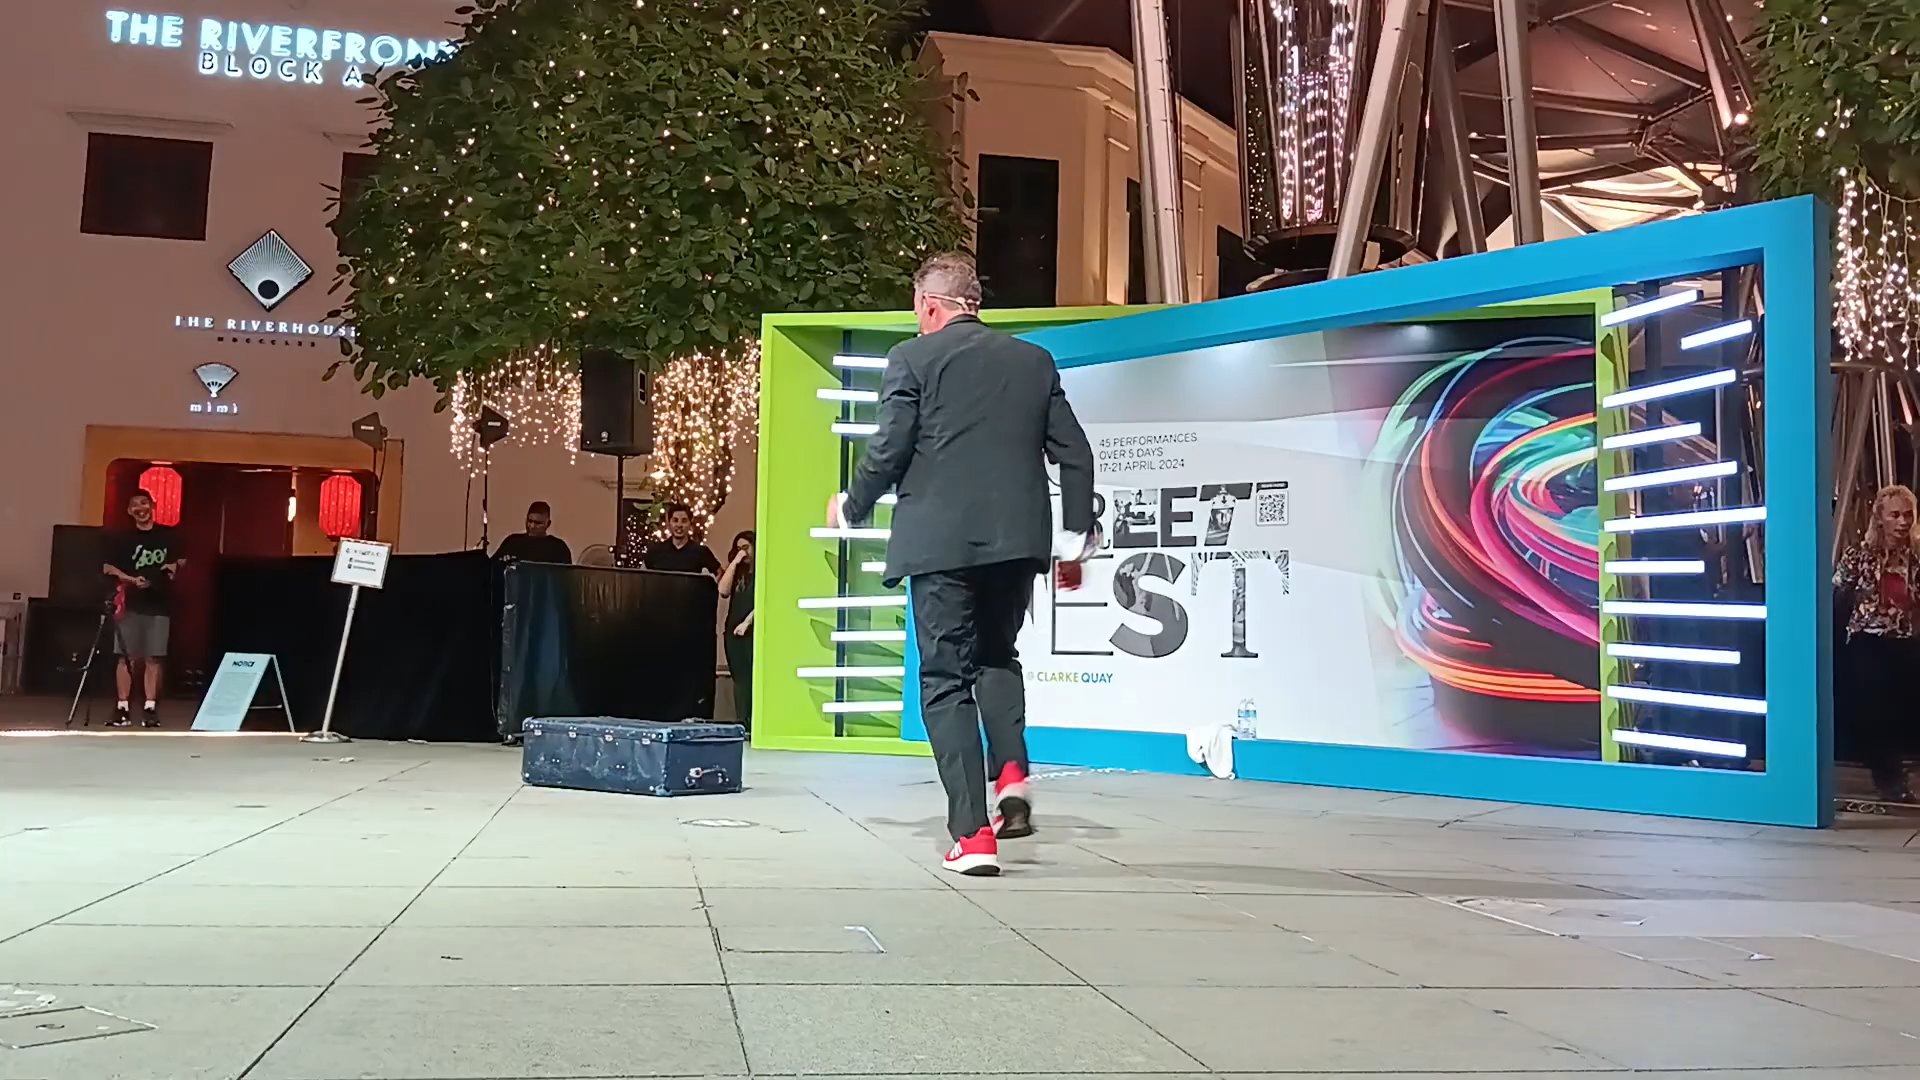 THE RIVERFRONT
BLOCK A
THE RIVERHOUSE
mimi
NOTICE
45 PERFORMANCES
OVER 5 DAYS
17-21 APRIL 2024
REET
EST
@ CLARKE QUAY